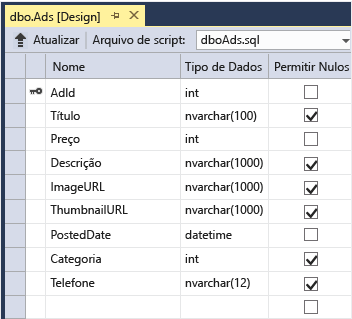 dbo.Ads [Design]
Atualizar Arquivo de script: dboAds.sql
Nome Tipo de Dados Permitir Nulos
AdId int
Título nvarchar(100)
Preço int
Descrição nvarchar(1000)
ImageURL nvarchar(1000)
ThumbnailURL nvarchar(1000)
PostedDate datetime
Categoria int
Telefone nvarchar(12)